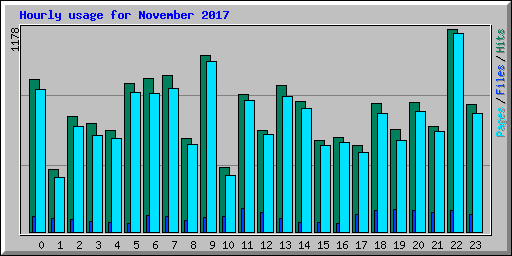 Hourly usage for November 2017
1178
Pages/Files/Hits
0 1 2 3 4 5 6 7 8 9 10 11 12 13 14 15 16 17 18 19 20 21 22 23